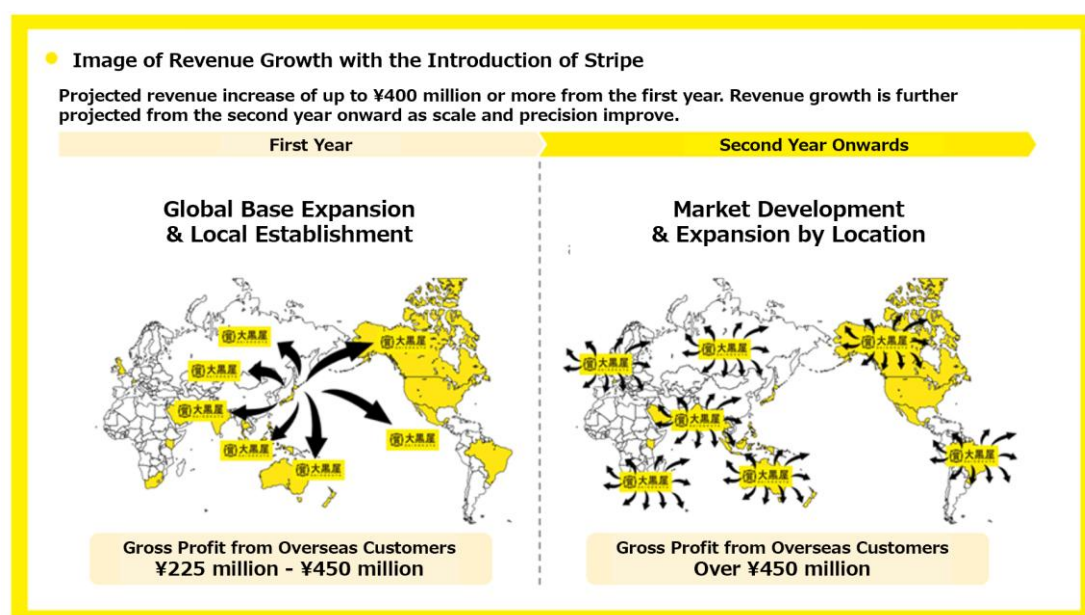 Image of Revenue Growth with the Introduction of Stripe
Projected revenue increase of up to ¥400 million or more from the first year. Revenue growth is further
projected from the second year onward as scale and precision improve.
First Year
Second Year Onwards
Global Base Expansion
& Local Establishment
Market Development
& Expansion by Location
大黒屋
大黒屋
大黒屋
大黒屋
大黒屋
大黒屋
大黒屋
大黒屋
大黒屋
大黒屋
大黒屋
大黒屋
大黒屋
大黒屋
Gross Profit from Overseas Customers
¥225 million - ¥450 million
Gross Profit from Overseas Customers
Over ¥450 million